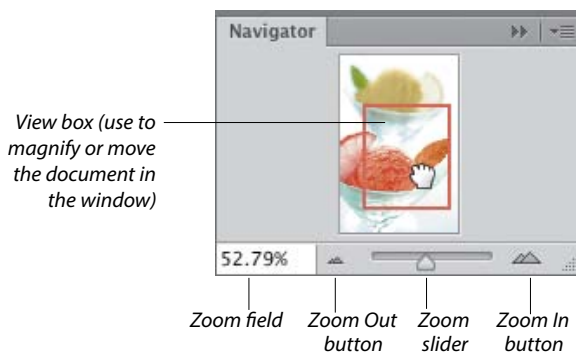 Navigator
View box (use to
magnify or move
the document in
the window)
52.79%
Zoom field
Zoom Out
button
Zoom
slider
Zoom In
button